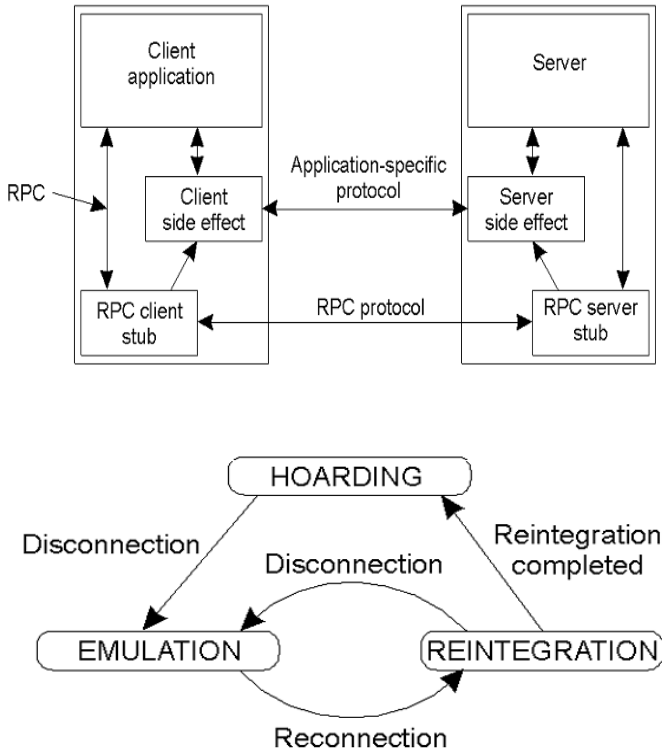 Client
application
Server
Application-specific
protocol
RPC
Client
side effect
Server
side effect
RPC client
stub
RPC protocol
RPC server
stub
HOARDING
Disconnection
Disconnection
Reintegration
completed
EMULATION
REINTEGRATION
Reconnection